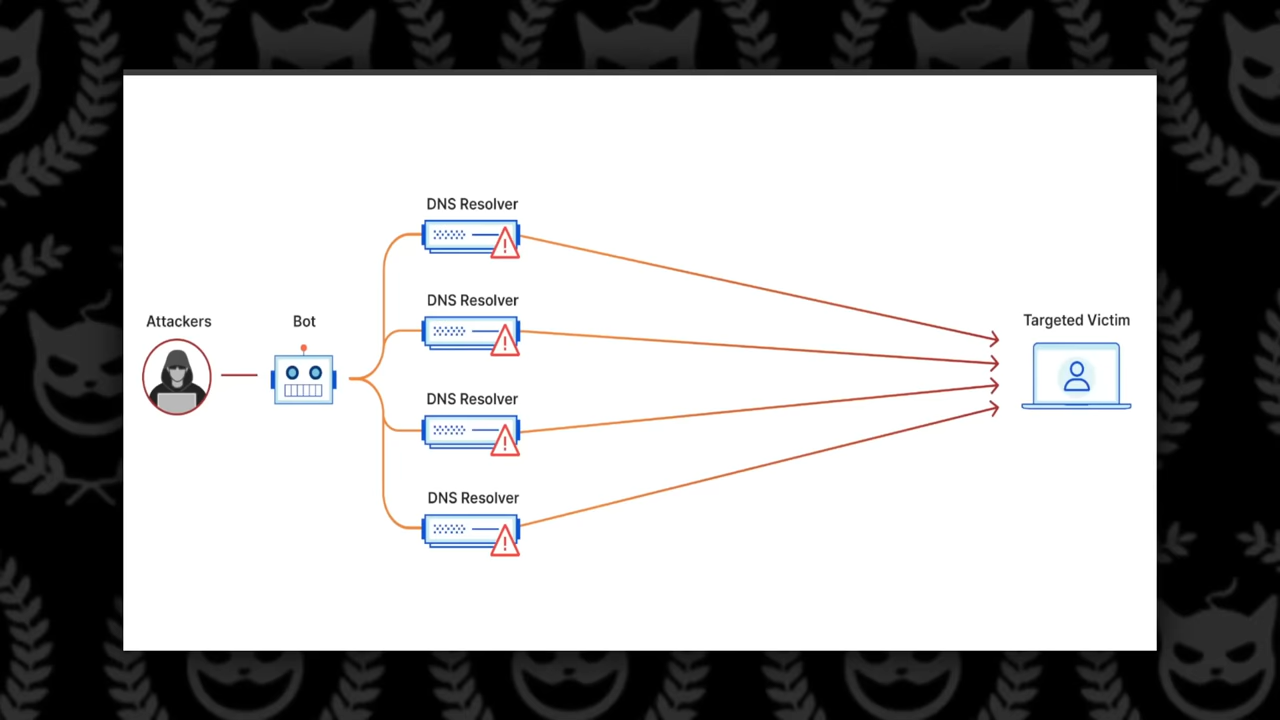 DNS Resolver
DNS Resolver
Attackers
Bot
Targeted Victim
DNS Resolver
DNS Resolver